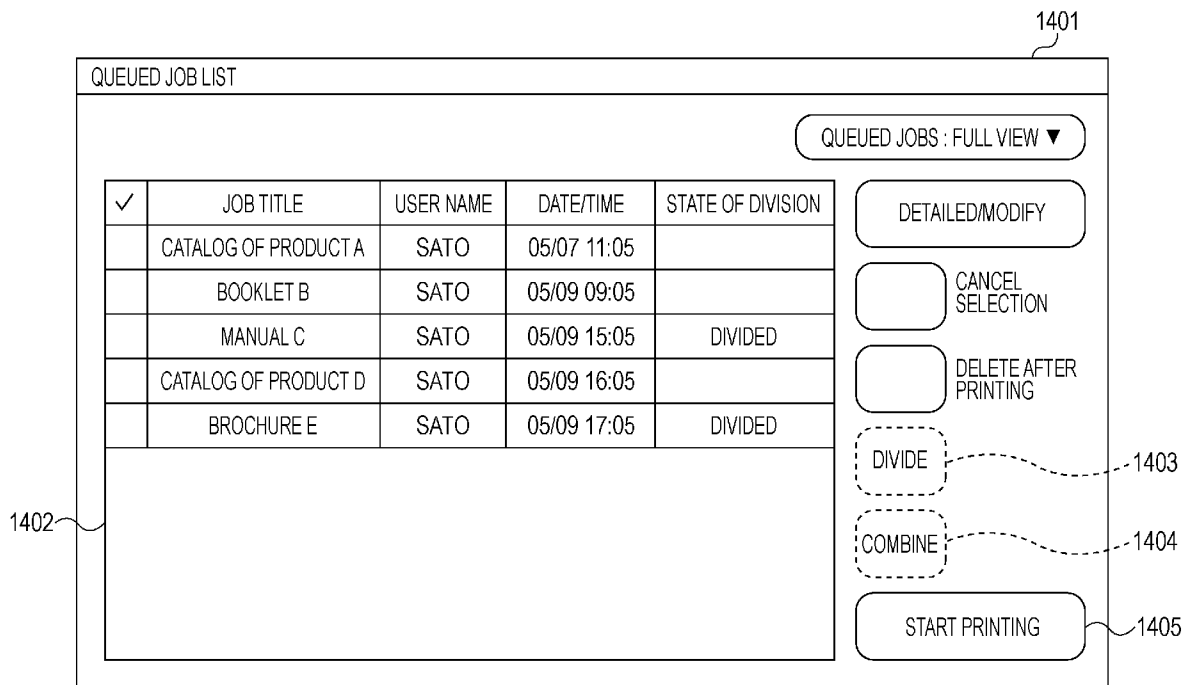 1401
QUEUED JOB LIST
QUEUED JOBS : FULL VIEW ▼
✓ JOB TITLE USER NAME DATE/TIME STATE OF DIVISION
CATALOG OF PRODUCT A SATO 05/07 11:05
BOOKLET B SATO 05/09 09:05
MANUAL C SATO 05/09 15:05 DIVIDED
CATALOG OF PRODUCT D SATO 05/09 16:05
BROCHURE E SATO 05/09 17:05 DIVIDED
1402
DETAILED/MODIFY
CANCEL
SELECTION
DELETE AFTER
PRINTING
DIVIDE
1403
COMBINE
1404
START PRINTING
1405